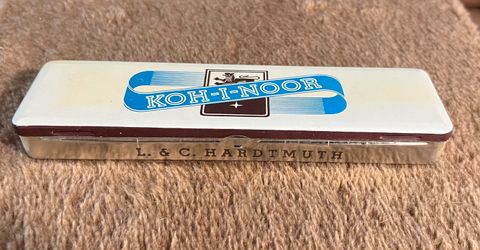 KOH-I-NOOR
L. & C. HARDTMUTH